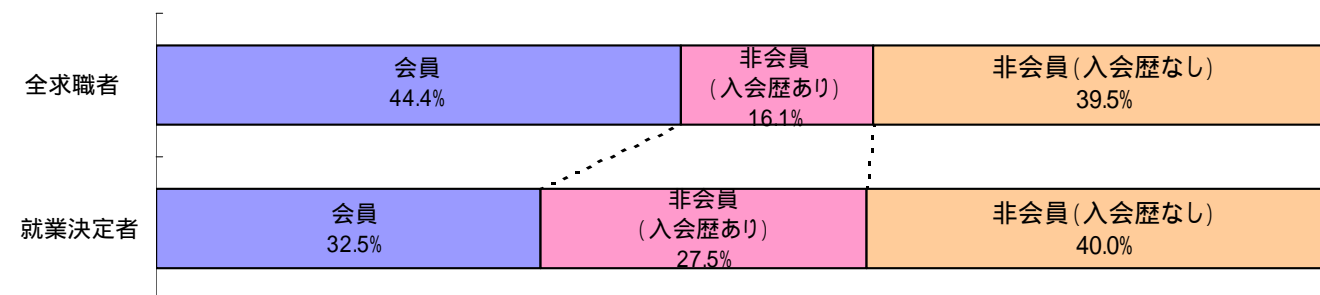 全求職者
会員
44.4%
非会員
(入会歴あり)
16.1%
非会員(入会歴なし)
39.5%
就業決定者
会員
32.5%
非会員
(入会歴あり)
27.5%
非会員(入会歴なし)
40.0%